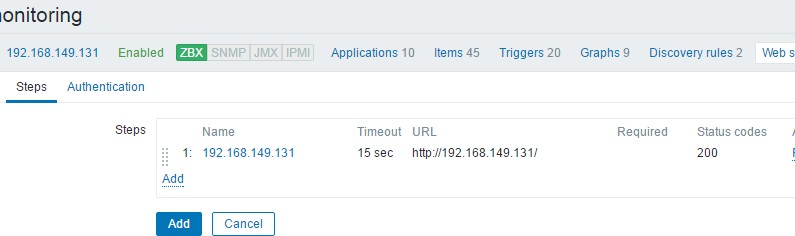 onitoring
192.168.149.131 Enabled ZBX SNMP JMX IPMI Applications 10 Items 45 Triggers 20 Graphs 9 Discovery rules 2 Web s
Steps Authentication
Steps Name Timeout URL Required Status codes
1: 192.168.149.131 15 sec http://192.168.149.131/ 200
Add
Add Cancel